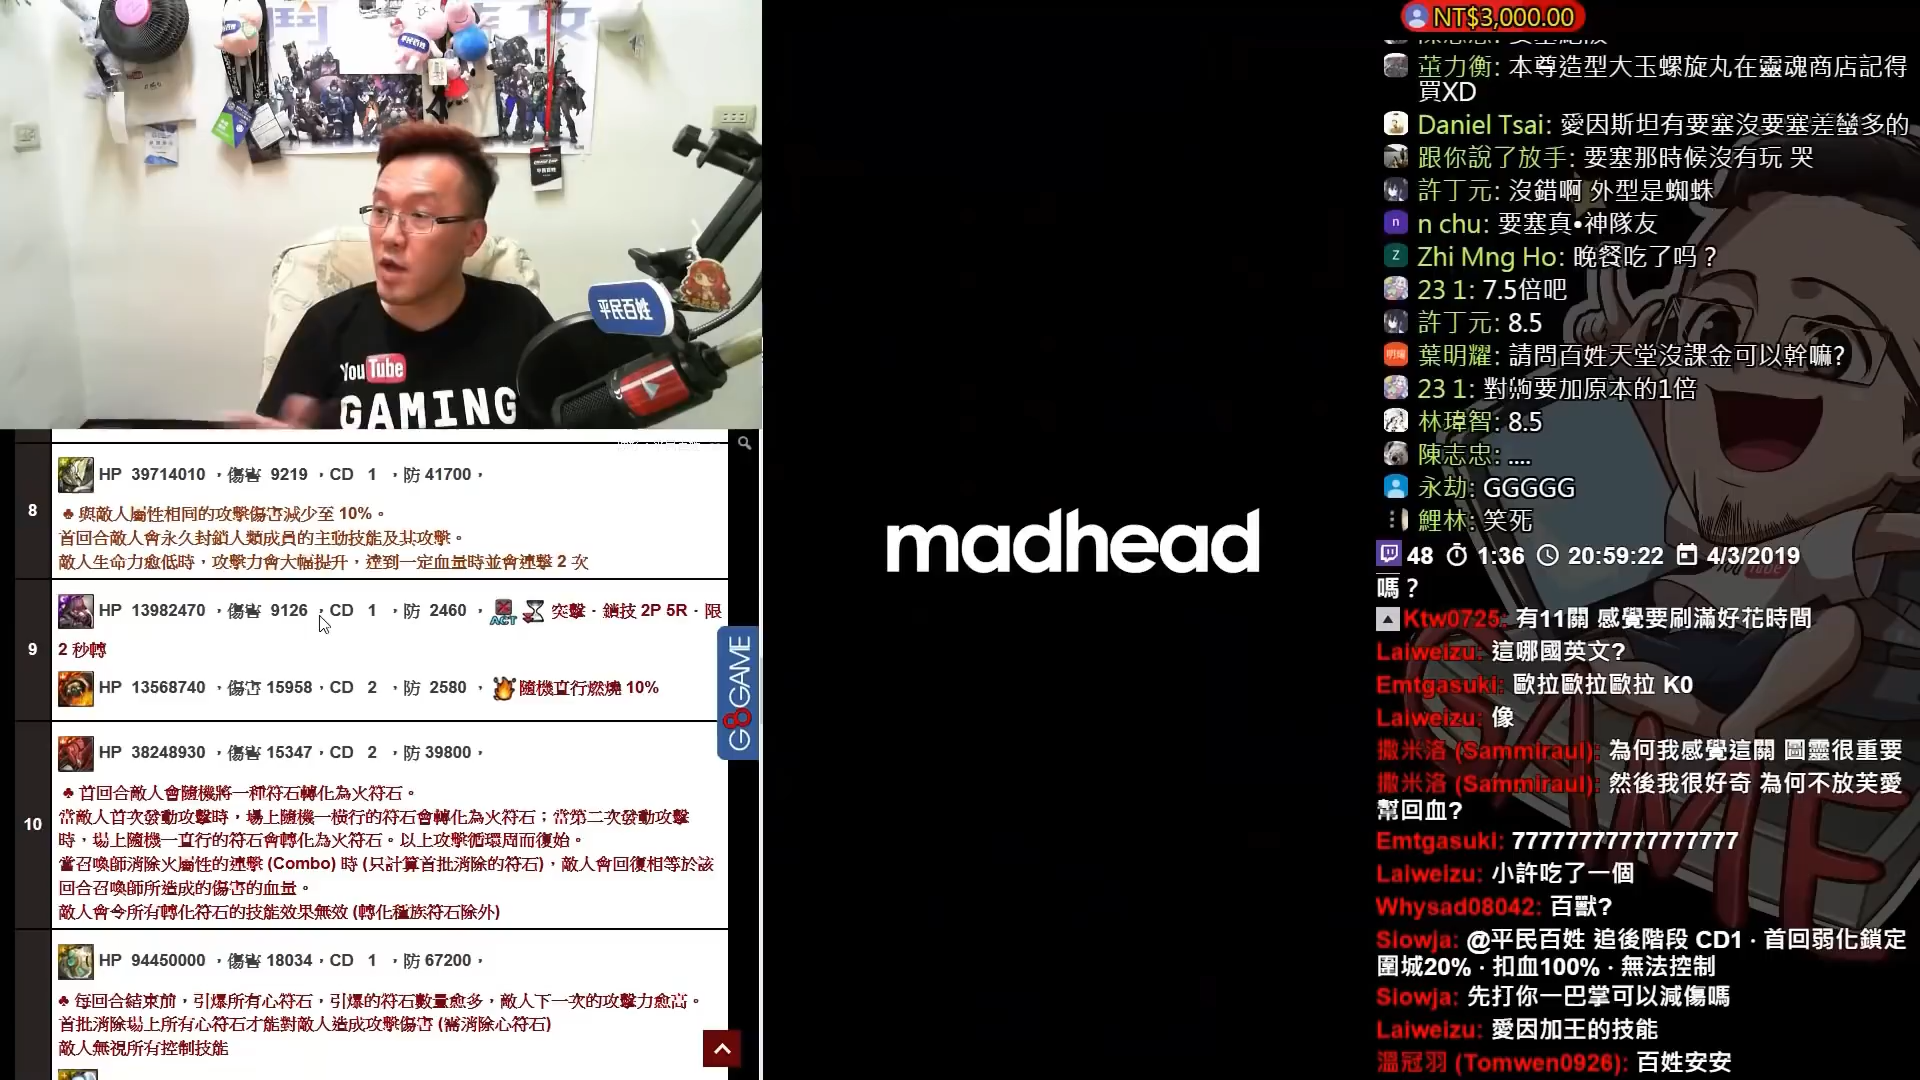 鬥 攻
平民百姓
You Tube
GAMING
8
HP 39714010 ，傷害 9219 ，CD 1 ，防 41700，
♣ 與敵人屬性相同的攻擊傷害減少至 10%。
首回合敵人會永久封鎖人類成員的主動技能及其攻擊。
敵人生命力愈低時，攻擊力會大幅提升，達到一定血量時並會連擊 2 次
9
HP 13982470 ，傷害 9126 ，CD 1 ，防 2460 ， ACT 突擊．鎖技 2P 5R．限
2 秒轉
HP 13568740 ，傷害 15958，CD 2 ，防 2580 ， 隨機直行燃燒 10%
G8GAME
10
HP 38248930 ，傷害 15347，CD 2 ，防 39800，
♣ 首回合敵人會隨機將一種符石轉化為火符石。
當敵人首次發動攻擊時，場上隨機一橫行的符石會轉化為火符石；當第二次發動攻擊
時，場上隨機一直行的符石會轉化為火符石。以上攻擊循環周而復始。
當召喚師消除火屬性的連擊 (Combo) 時 (只計算首批消除的符石)，敵人會回復相等於該
回合召喚師所造成的傷害的血量。
敵人會令所有轉化符石的技能效果無效 (轉化種族符石除外)
HP 94450000 ，傷害 18034，CD 1 ，防 67200，
♣ 每回合結束前，引爆所有心符石，引爆的符石數量愈多，敵人下一次的攻擊力愈高。
首批消除場上所有心符石才能對敵人造成攻擊傷害 (需消除心符石)
敵人無視所有控制技能
madhead
NT$3,000.00
茁力衡: 本尊造型大玉螺旋丸在靈魂商店記得
買XD
Daniel Tsai: 愛因斯坦有要塞沒要塞差蠻多的
跟你說了放手: 要塞那時候沒有玩 哭
許丁元: 沒錯啊 外型是蜘蛛
n chu: 要塞真•神隊友
Zhi Mng Ho: 晚餐吃了吗？
23 1: 7.5倍吧
許丁元: 8.5
葉明耀: 請問百姓天堂沒課金可以幹嘛?
23 1: 對喲要加原本的1倍
林瑋智: 8.5
陳志忠: ....
永劫: GGGGG
鯉林: 笑死
48 1:36 20:59:22 4/3/2019
嗎？
Ktw0725: 有11關 感覺要刷滿好花時間
Laiweizu: 這哪國英文?
Emtgasuki: 歐拉歐拉歐拉 K0
Laiweizu: 像
撒米洛 (Sammiraul): 為何我感覺這關 圖靈很重要
撒米洛 (Sammiraul): 然後我很好奇 為何不放芙愛
幫回血?
Emtgasuki: 77777777777777777
Laiweizu: 小許吃了一個
Whysad08042: 百獸?
Slowja: @平民百姓 追後階段 CD1 · 首回弱化鎖定
圍城20% · 扣血100% · 無法控制
Slowja: 先打你一巴掌可以減傷嗎
Laiweizu: 愛因加王的技能
溫冠羽 (Tomwen0926): 百姓安安